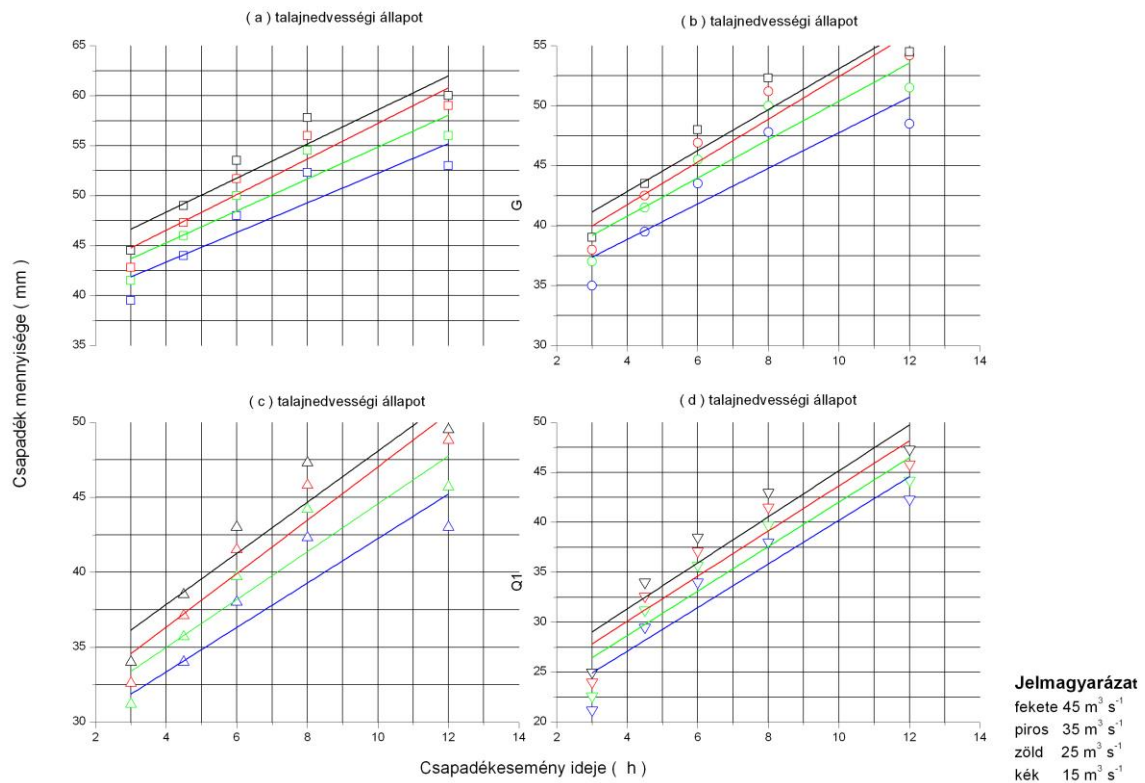 ( a ) talajnedvességi állapot
65
60
55
50
45
40
35
( b ) talajnedvességi állapot
55
50
45
40
35
30
G
2 4 6 8 10 12 14
Csapadék mennyisége ( mm )
( c ) talajnedvességi állapot
50
45
40
35
30
2 4 6 8 10 12 14
( d ) talajnedvességi állapot
50
45
40
35
30
25
20
Q1
2 4 6 8 10 12 14
Csapadékesemény ideje ( h )
Jelmagyarázat
fekete 45 m³ s⁻¹
piros 35 m³ s⁻¹
zöld 25 m³ s⁻¹
kék 15 m³ s⁻¹